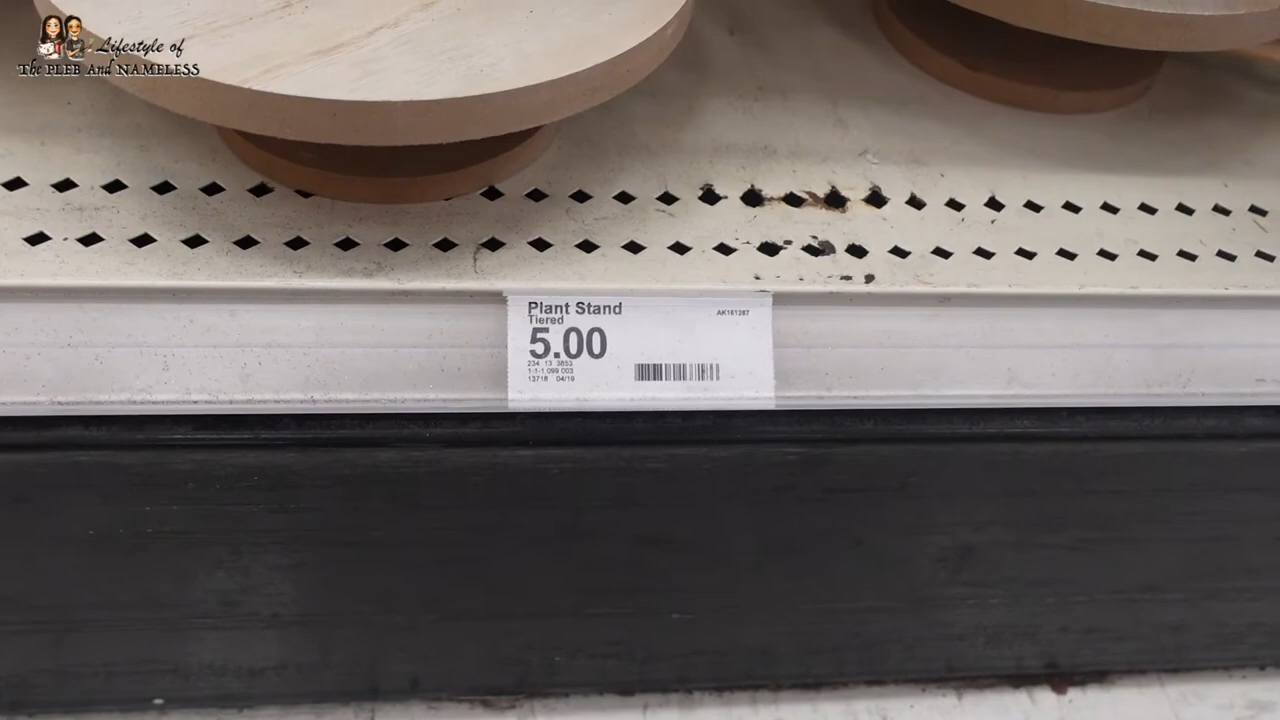 Lifestyle of
The PLEB And NAMELESS
Plant Stand
AK161287
Tiered
5.00
234 13 3853
1-1-1.099 003
13718 04/19